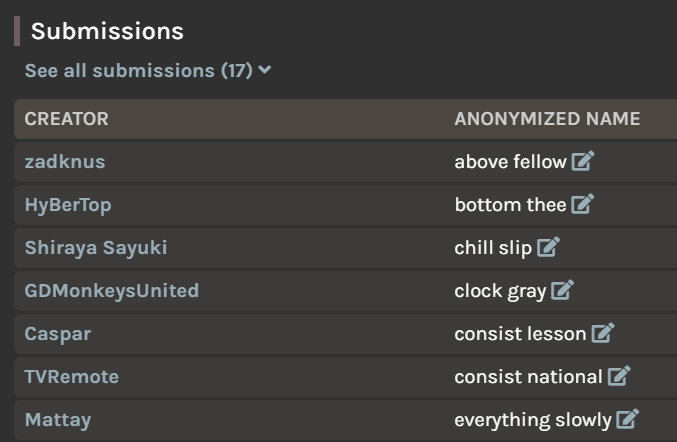 Submissions
See all submissions (17)
CREATOR ANONYMIZED NAME
zadknus above fellow
HyBerTop bottom thee
Shiraya Sayuki chill slip
GDMonkeysUnited clock gray
Caspar consist lesson
TVRemote consist national
Mattay everything slowly